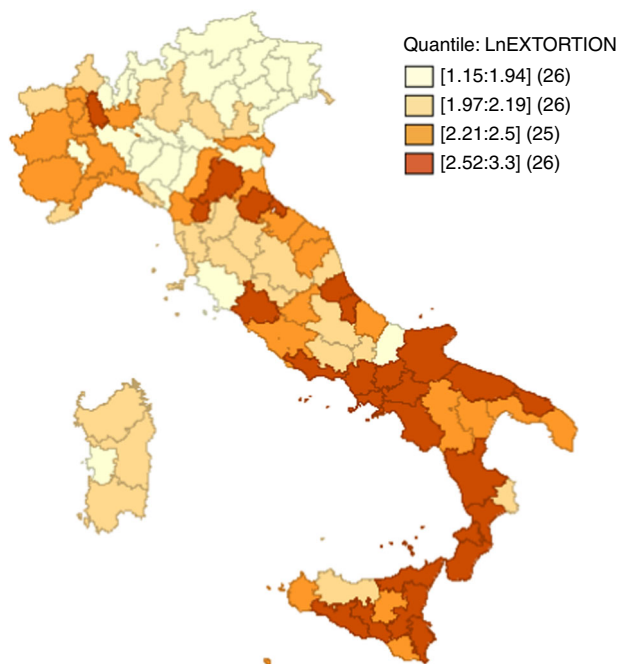 Quantile: LnEXTORTION
[1.15:1.94] (26)
[1.97:2.19] (26)
[2.21:2.5] (25)
[2.52:3.3] (26)